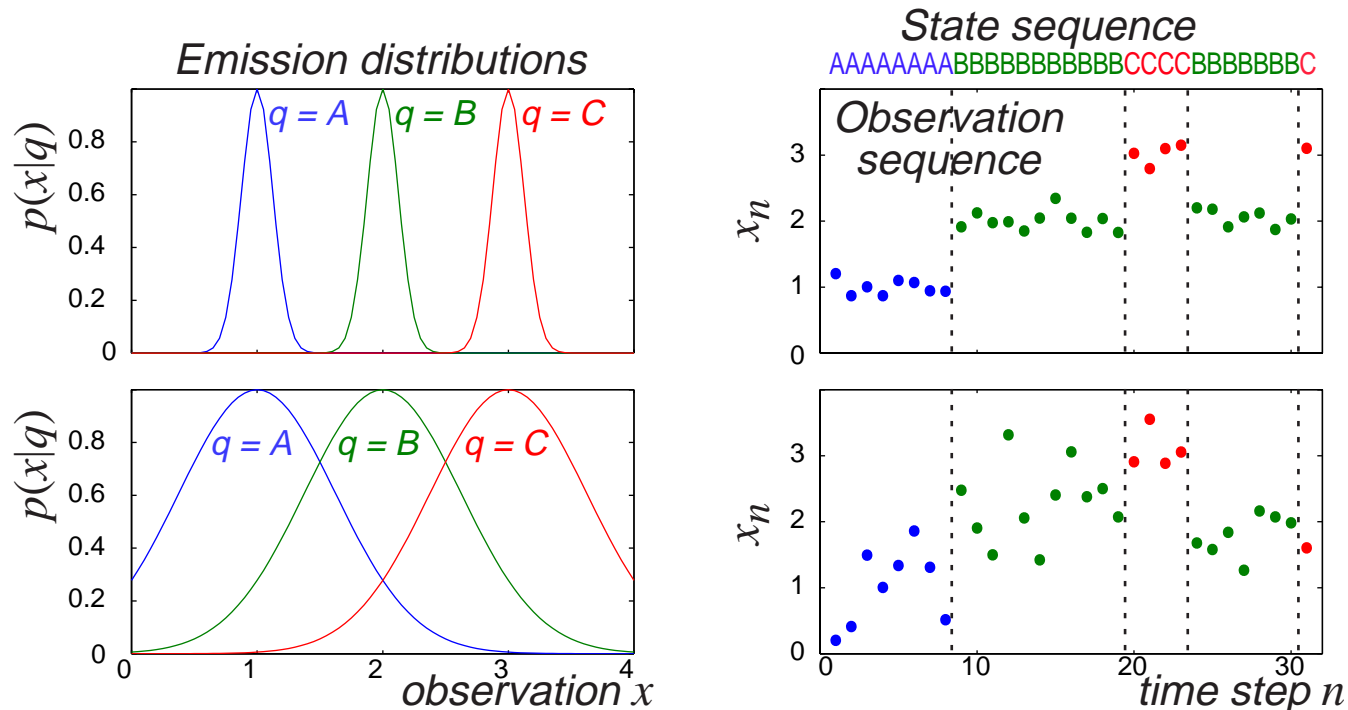 Emission distributions
p(x|q)
0.8
0.6
0.4
0.2
0
q = A
q = B
q = C
p(x|q)
0.8
0.6
0.4
0.2
0
q = A
q = B
q = C
0 1 2 3 4
observation x
State sequence
AAAAAAAABBBBBBBBBBBCCCCBBBBBBBC
Observation
sequence
xn
3
2
1
0
xn
3
2
1
0
0 10 20 30
time step n